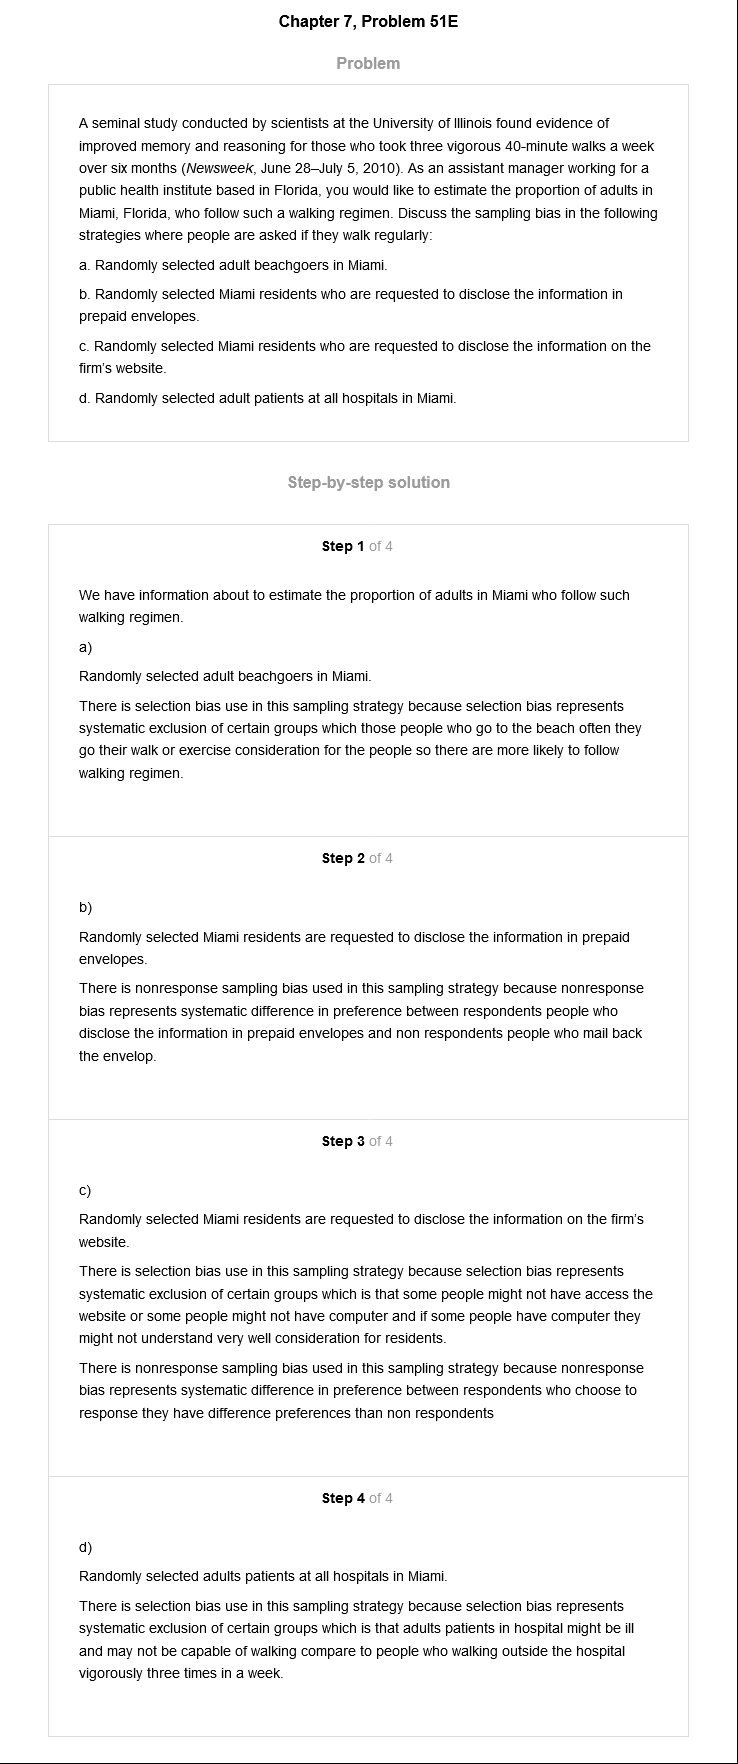 Chapter 7, Problem 51E
Problem
A seminal study conducted by scientists at the University of Illinois found evidence of
improved memory and reasoning for those who took three vigorous 40-minute walks a week
over six months (Newsweek, June 28–July 5, 2010). As an assistant manager working for a
public health institute based in Florida, you would like to estimate the proportion of adults in
Miami, Florida, who follow such a walking regimen. Discuss the sampling bias in the following
strategies where people are asked if they walk regularly:
a. Randomly selected adult beachgoers in Miami.
b. Randomly selected Miami residents who are requested to disclose the information in
prepaid envelopes.
c. Randomly selected Miami residents who are requested to disclose the information on the
firm's website.
d. Randomly selected adult patients at all hospitals in Miami.
Step-by-step solution
Step 1 of 4
We have information about to estimate the proportion of adults in Miami who follow such
walking regimen.
a)
Randomly selected adult beachgoers in Miami.
There is selection bias use in this sampling strategy because selection bias represents
systematic exclusion of certain groups which those people who go to the beach often they
go their walk or exercise consideration for the people so there are more likely to follow
walking regimen.
Step 2 of 4
b)
Randomly selected Miami residents are requested to disclose the information in prepaid
envelopes.
There is nonresponse sampling bias used in this sampling strategy because nonresponse
bias represents systematic difference in preference between respondents people who
disclose the information in prepaid envelopes and non respondents people who mail back
the envelop.
Step 3 of 4
c)
Randomly selected Miami residents are requested to disclose the information on the firm's
website.
There is selection bias use in this sampling strategy because selection bias represents
systematic exclusion of certain groups which is that some people might not have access the
website or some people might not have computer and if some people have computer they
might not understand very well consideration for residents.
There is nonresponse sampling bias used in this sampling strategy because nonresponse
bias represents systematic difference in preference between respondents who choose to
response they have difference preferences than non respondents
Step 4 of 4
d)
Randomly selected adults patients at all hospitals in Miami.
There is selection bias use in this sampling strategy because selection bias represents
systematic exclusion of certain groups which is that adults patients in hospital might be ill
and may not be capable of walking compare to people who walking outside the hospital
vigorously three times in a week.